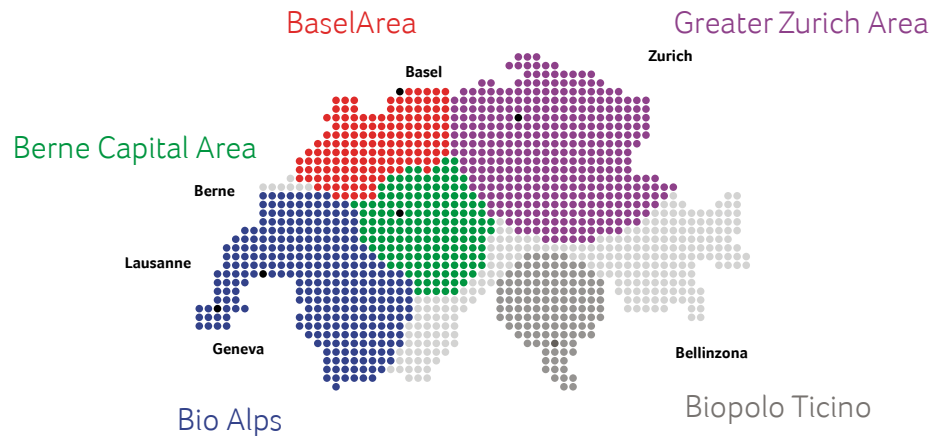 BaselArea
Greater Zurich Area
Zurich
Basel
Berne Capital Area
Berne
Lausanne
Geneva
Bellinzona
Biopolo Ticino
Bio Alps